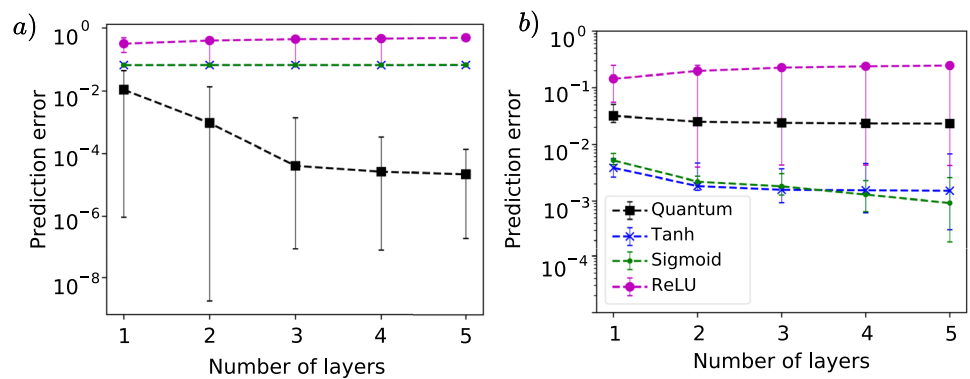 a)
Prediction error
10^0
10^-2
10^-4
10^-6
10^-8
1 2 3 4 5
Number of layers
b)
Prediction error
10^0
10^-1
10^-2
10^-3
10^-4
Quantum
Tanh
Sigmoid
ReLU
1 2 3 4 5
Number of layers